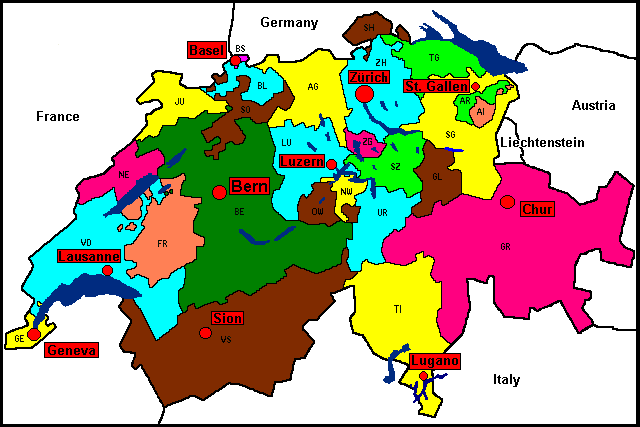 Germany
SH
Basel
BS
TG
ZH
Zürich
BL
AG
St. Gallen
JU
SO
AR
AI
Austria
France
SG
LU
ZG
Liechtenstein
Luzern
SZ
NE
GL
Bern
NW
Chur
BE
OW
UR
VD
FR
GR
Lausanne
TI
Sion
GE
VS
Geneva
Lugano
Italy